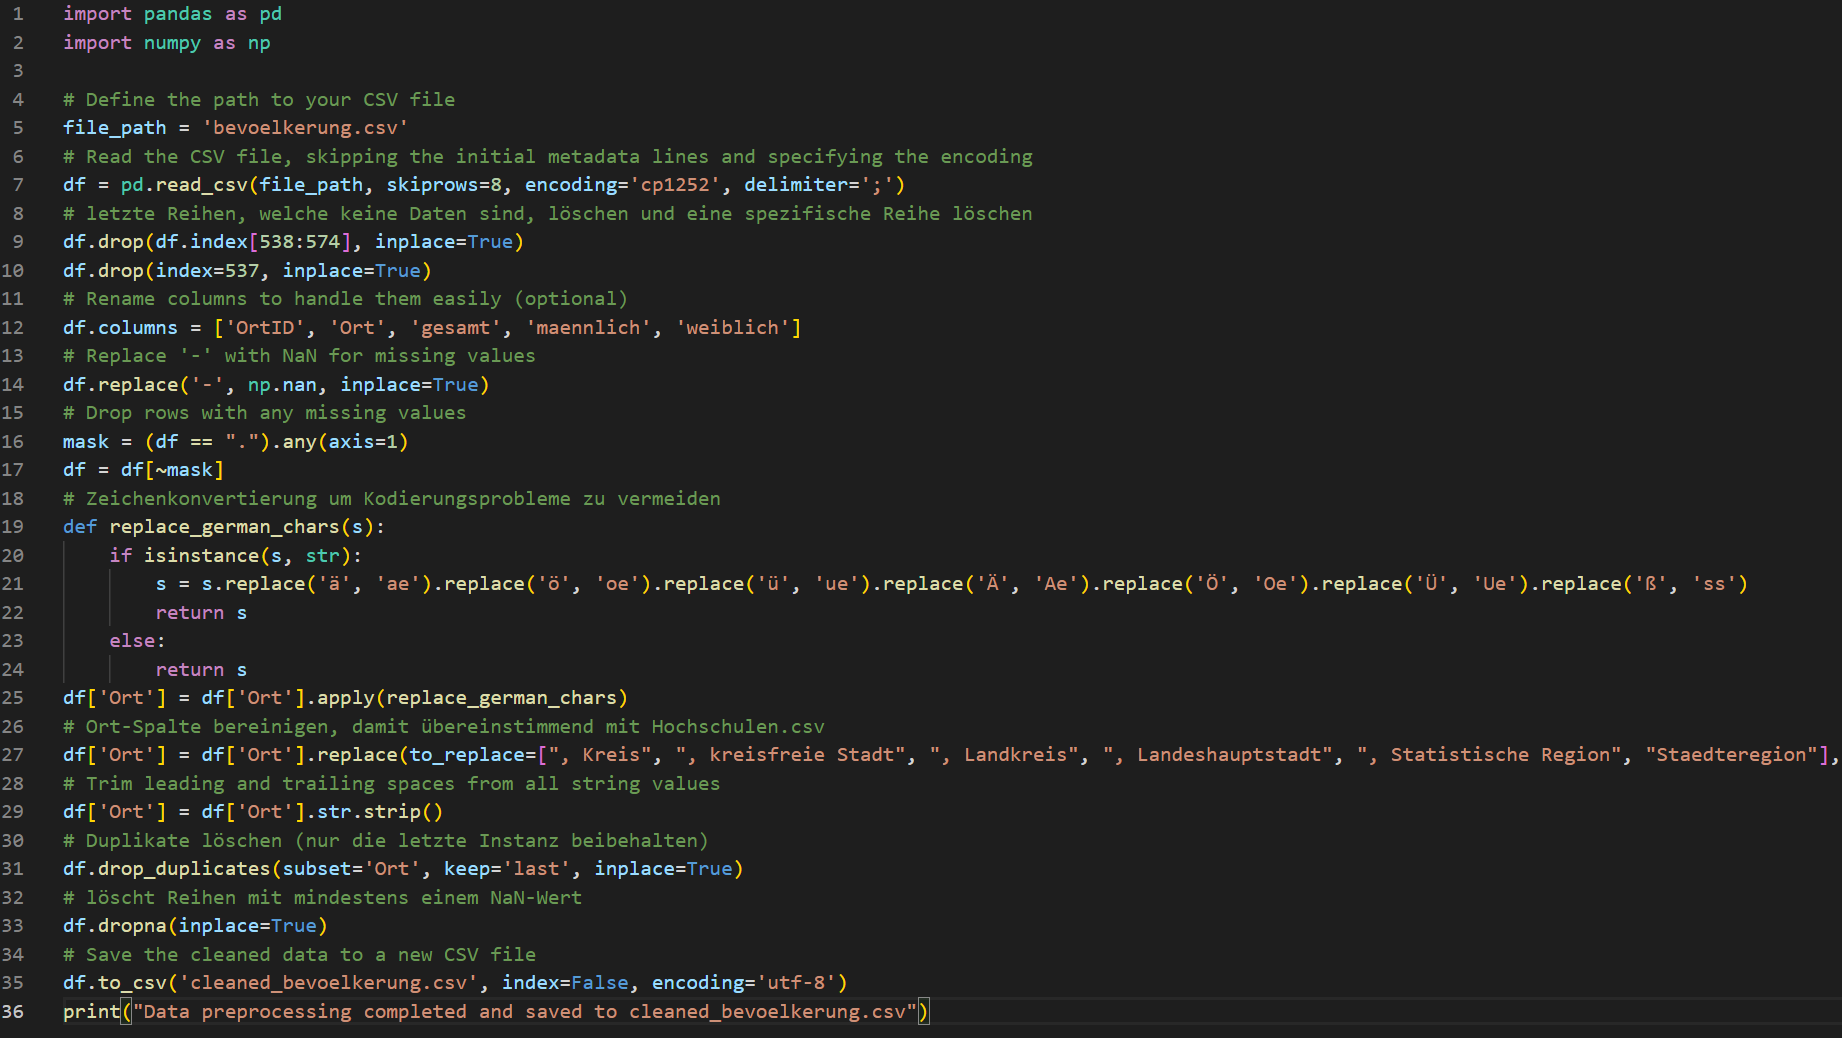 1 import pandas as pd
2 import numpy as np
3
4 # Define the path to your CSV file
5 file_path = 'bevoelkerung.csv'
6 # Read the CSV file, skipping the initial metadata lines and specifying the encoding
7 df = pd.read_csv(file_path, skiprows=8, encoding='cp1252', delimiter=';')
8 # letzte Reihen, welche keine Daten sind, löschen und eine spezifische Reihe löschen
9 df.drop(df.index[538:574], inplace=True)
10 df.drop(index=537, inplace=True)
11 # Rename columns to handle them easily (optional)
12 df.columns = ['OrtID', 'Ort', 'gesamt', 'maennlich', 'weiblich']
13 # Replace '-' with NaN for missing values
14 df.replace('-', np.nan, inplace=True)
15 # Drop rows with any missing values
16 mask = (df == ".").any(axis=1)
17 df = df[~mask]
18 # Zeichenkonvertierung um Kodierungsprobleme zu vermeiden
19 def replace_german_chars(s):
20     if isinstance(s, str):
21         s = s.replace('ä', 'ae').replace('ö', 'oe').replace('ü', 'ue').replace('Ä', 'Ae').replace('Ö', 'Oe').replace('Ü', 'Ue').replace('ß', 'ss')
22         return s
23     else:
24         return s
25 df['Ort'] = df['Ort'].apply(replace_german_chars)
26 # Ort-Spalte bereinigen, damit übereinstimmend mit Hochschulen.csv
27 df['Ort'] = df['Ort'].replace(to_replace=[", Kreis", ", kreisfreie Stadt", ", Landkreis", ", Landeshauptstadt", ", Statistische Region", "Staedteregion"],
28 # Trim leading and trailing spaces from all string values
29 df['Ort'] = df['Ort'].str.strip()
30 # Duplikate löschen (nur die letzte Instanz beibehalten)
31 df.drop_duplicates(subset='Ort', keep='last', inplace=True)
32 # löscht Reihen mit mindestens einem NaN-Wert
33 df.dropna(inplace=True)
34 # Save the cleaned data to a new CSV file
35 df.to_csv('cleaned_bevoelkerung.csv', index=False, encoding='utf-8')
36 print("Data preprocessing completed and saved to cleaned_bevoelkerung.csv")